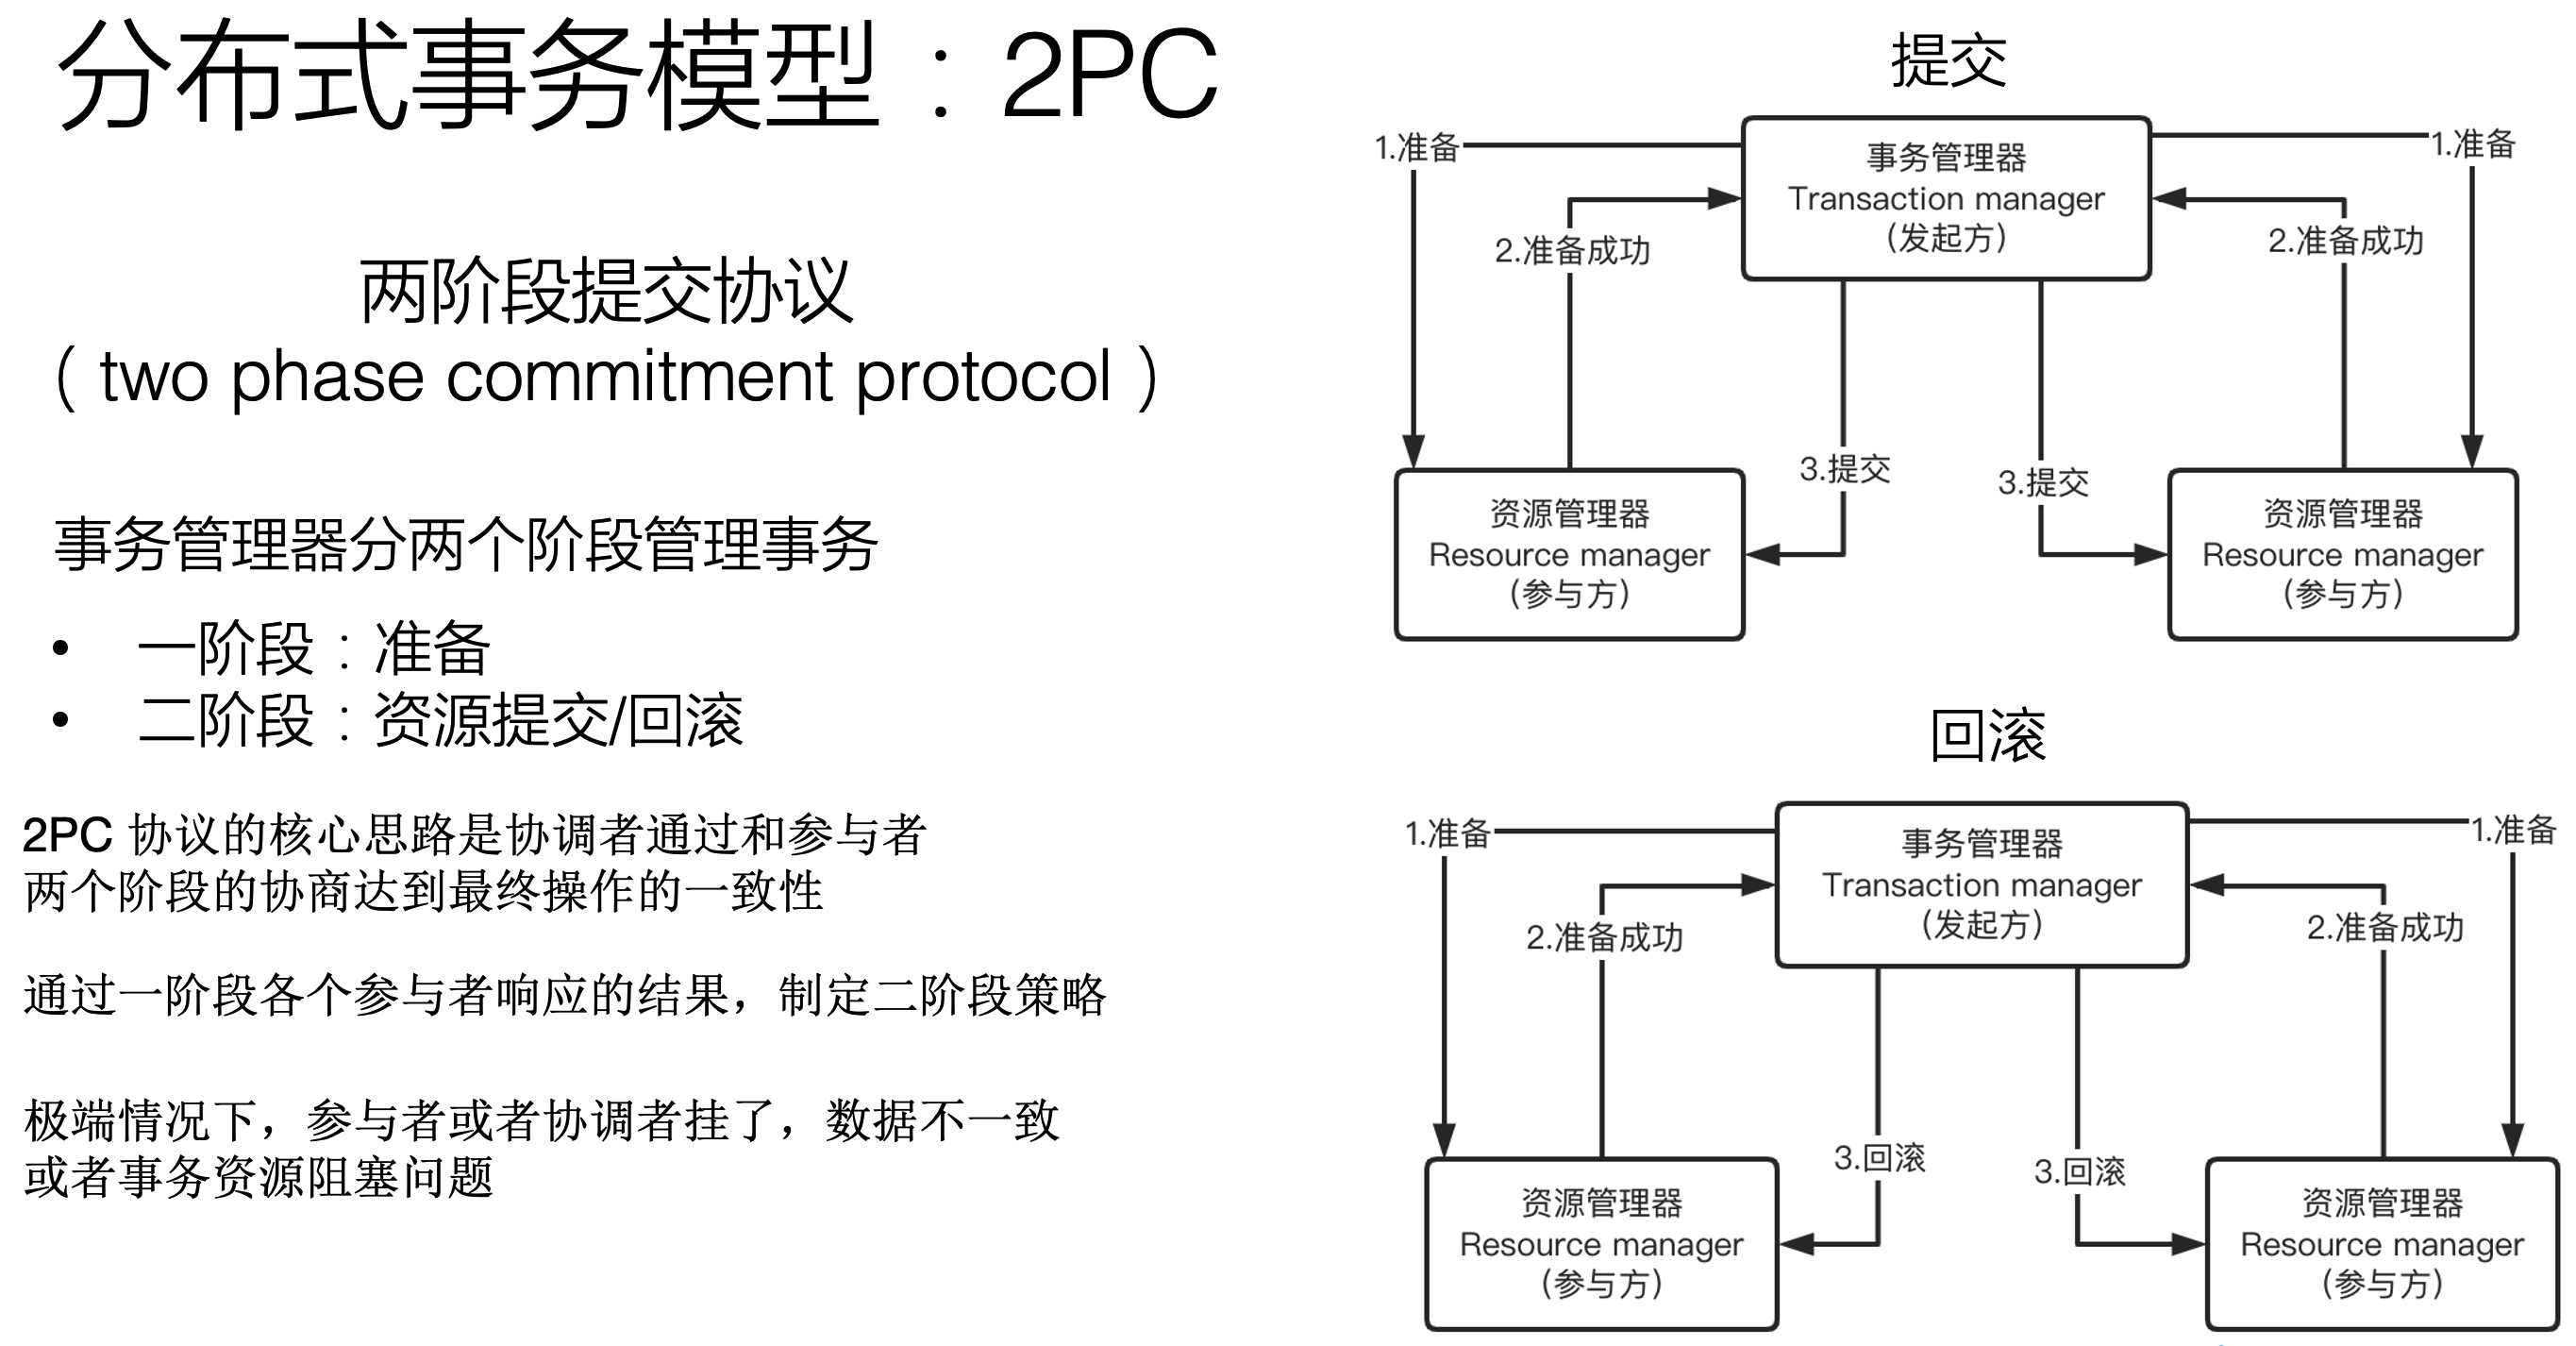 分布式事务模型：2PC
两阶段提交协议
（ two phase commitment protocol ）
事务管理器分两个阶段管理事务
• 一阶段：准备
• 二阶段：资源提交/回滚
2PC 协议的核心思路是协调者通过和参与者
两个阶段的协商达到最终操作的一致性
通过一阶段各个参与者响应的结果，制定二阶段策略
极端情况下，参与者或者协调者挂了，数据不一致
或者事务资源阻塞问题
提交
1.准备
事务管理器
Transaction manager
(发起方)
1.准备
2.准备成功
2.准备成功
3.提交
3.提交
资源管理器
Resource manager
(参与方)
资源管理器
Resource manager
(参与方)
回滚
1.准备
事务管理器
Transaction manager
(发起方)
1.准备
2.准备成功
2.准备成功
3.回滚
3.回滚
资源管理器
Resource manager
(参与方)
资源管理器
Resource manager
(参与方)